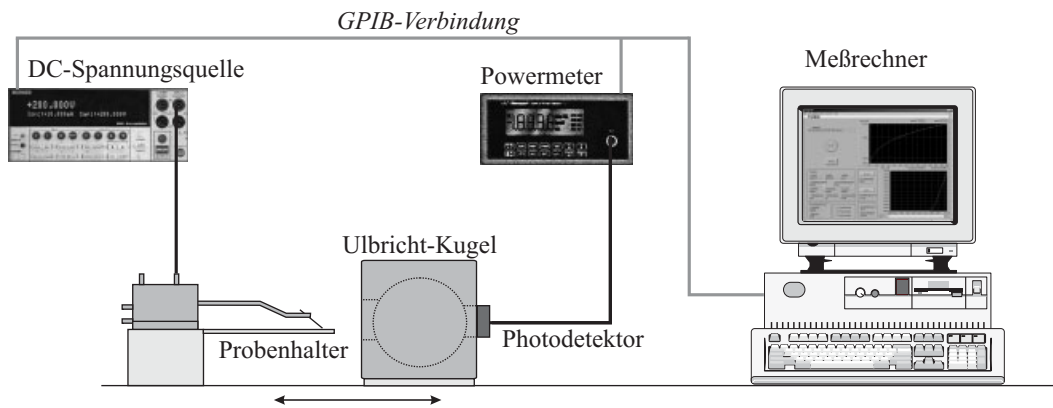 GPIB-Verbindung
DC-Spannungsquelle
Powermeter
Meßrechner
+280.000V
Ulbricht-Kugel
Probenhalter
Photodetektor